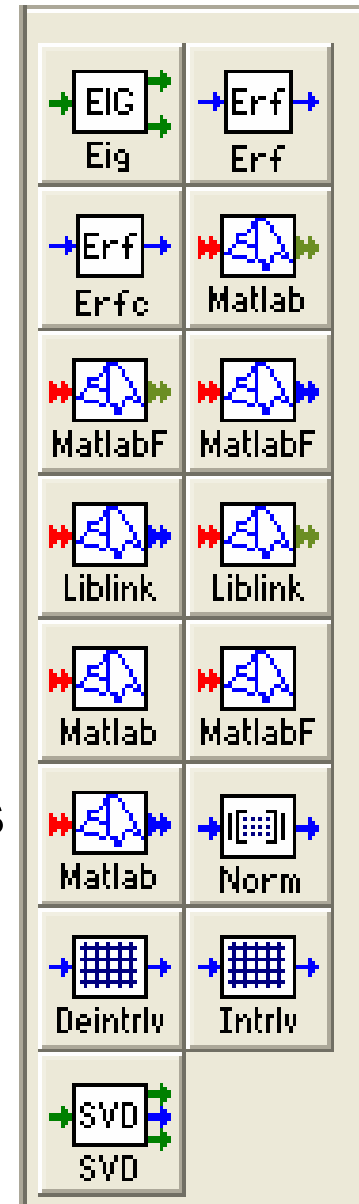 EIG Erf
Eig Erf
Erf
Erfc Matlab
MatlabF MatlabF
Liblink Liblink
Matlab MatlabF
s
Matlab Norm
Deintrlv Intrlv
SVD
SVD